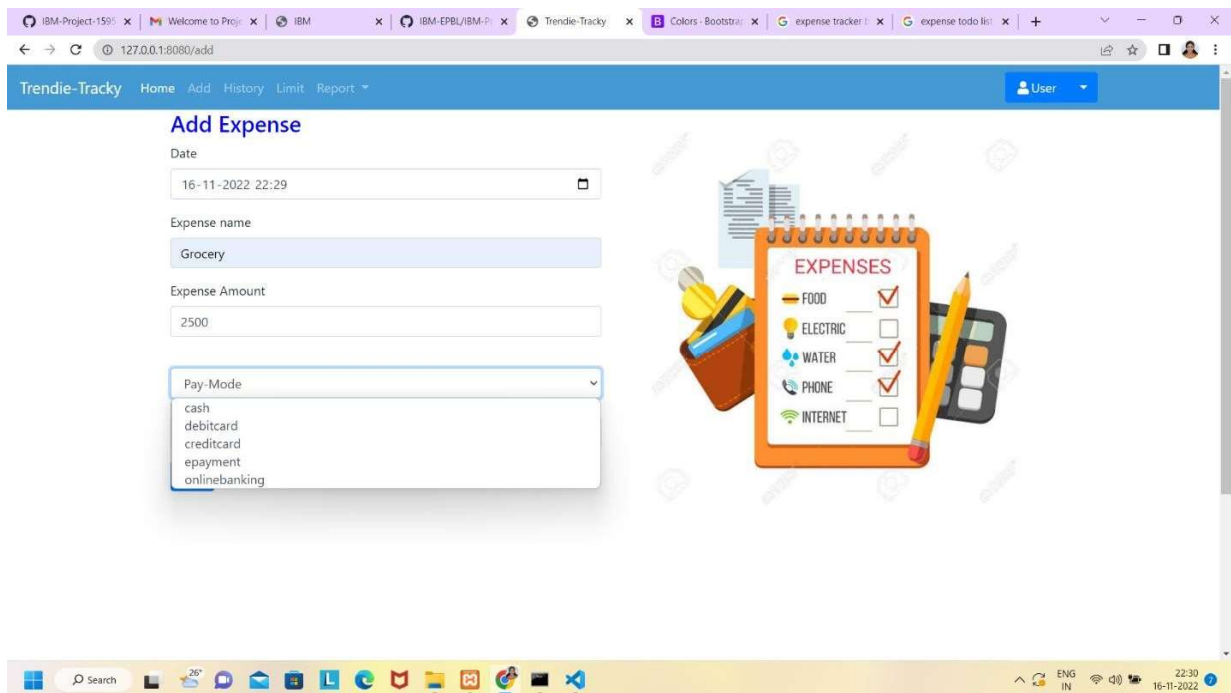 IBM-Project-1595
Welcome to Proje
IBM
IBM-EPBL/IBM-Pr
Trendie-Tracky
Colors · Bootstrap
expense tracker b
expense todo list
127.0.0.1:8080/add
Trendie-Tracky Home Add History Limit Report User
Add Expense
Date
16-11-2022 22:29
Expense name
Grocery
Expense Amount
2500
Pay-Mode
cash
debitcard
creditcard
epayment
onlinebanking
EXPENSES
FOOD
ELECTRIC
WATER
PHONE
INTERNET
Search
26°
ENG
IN
22:30
16-11-2022